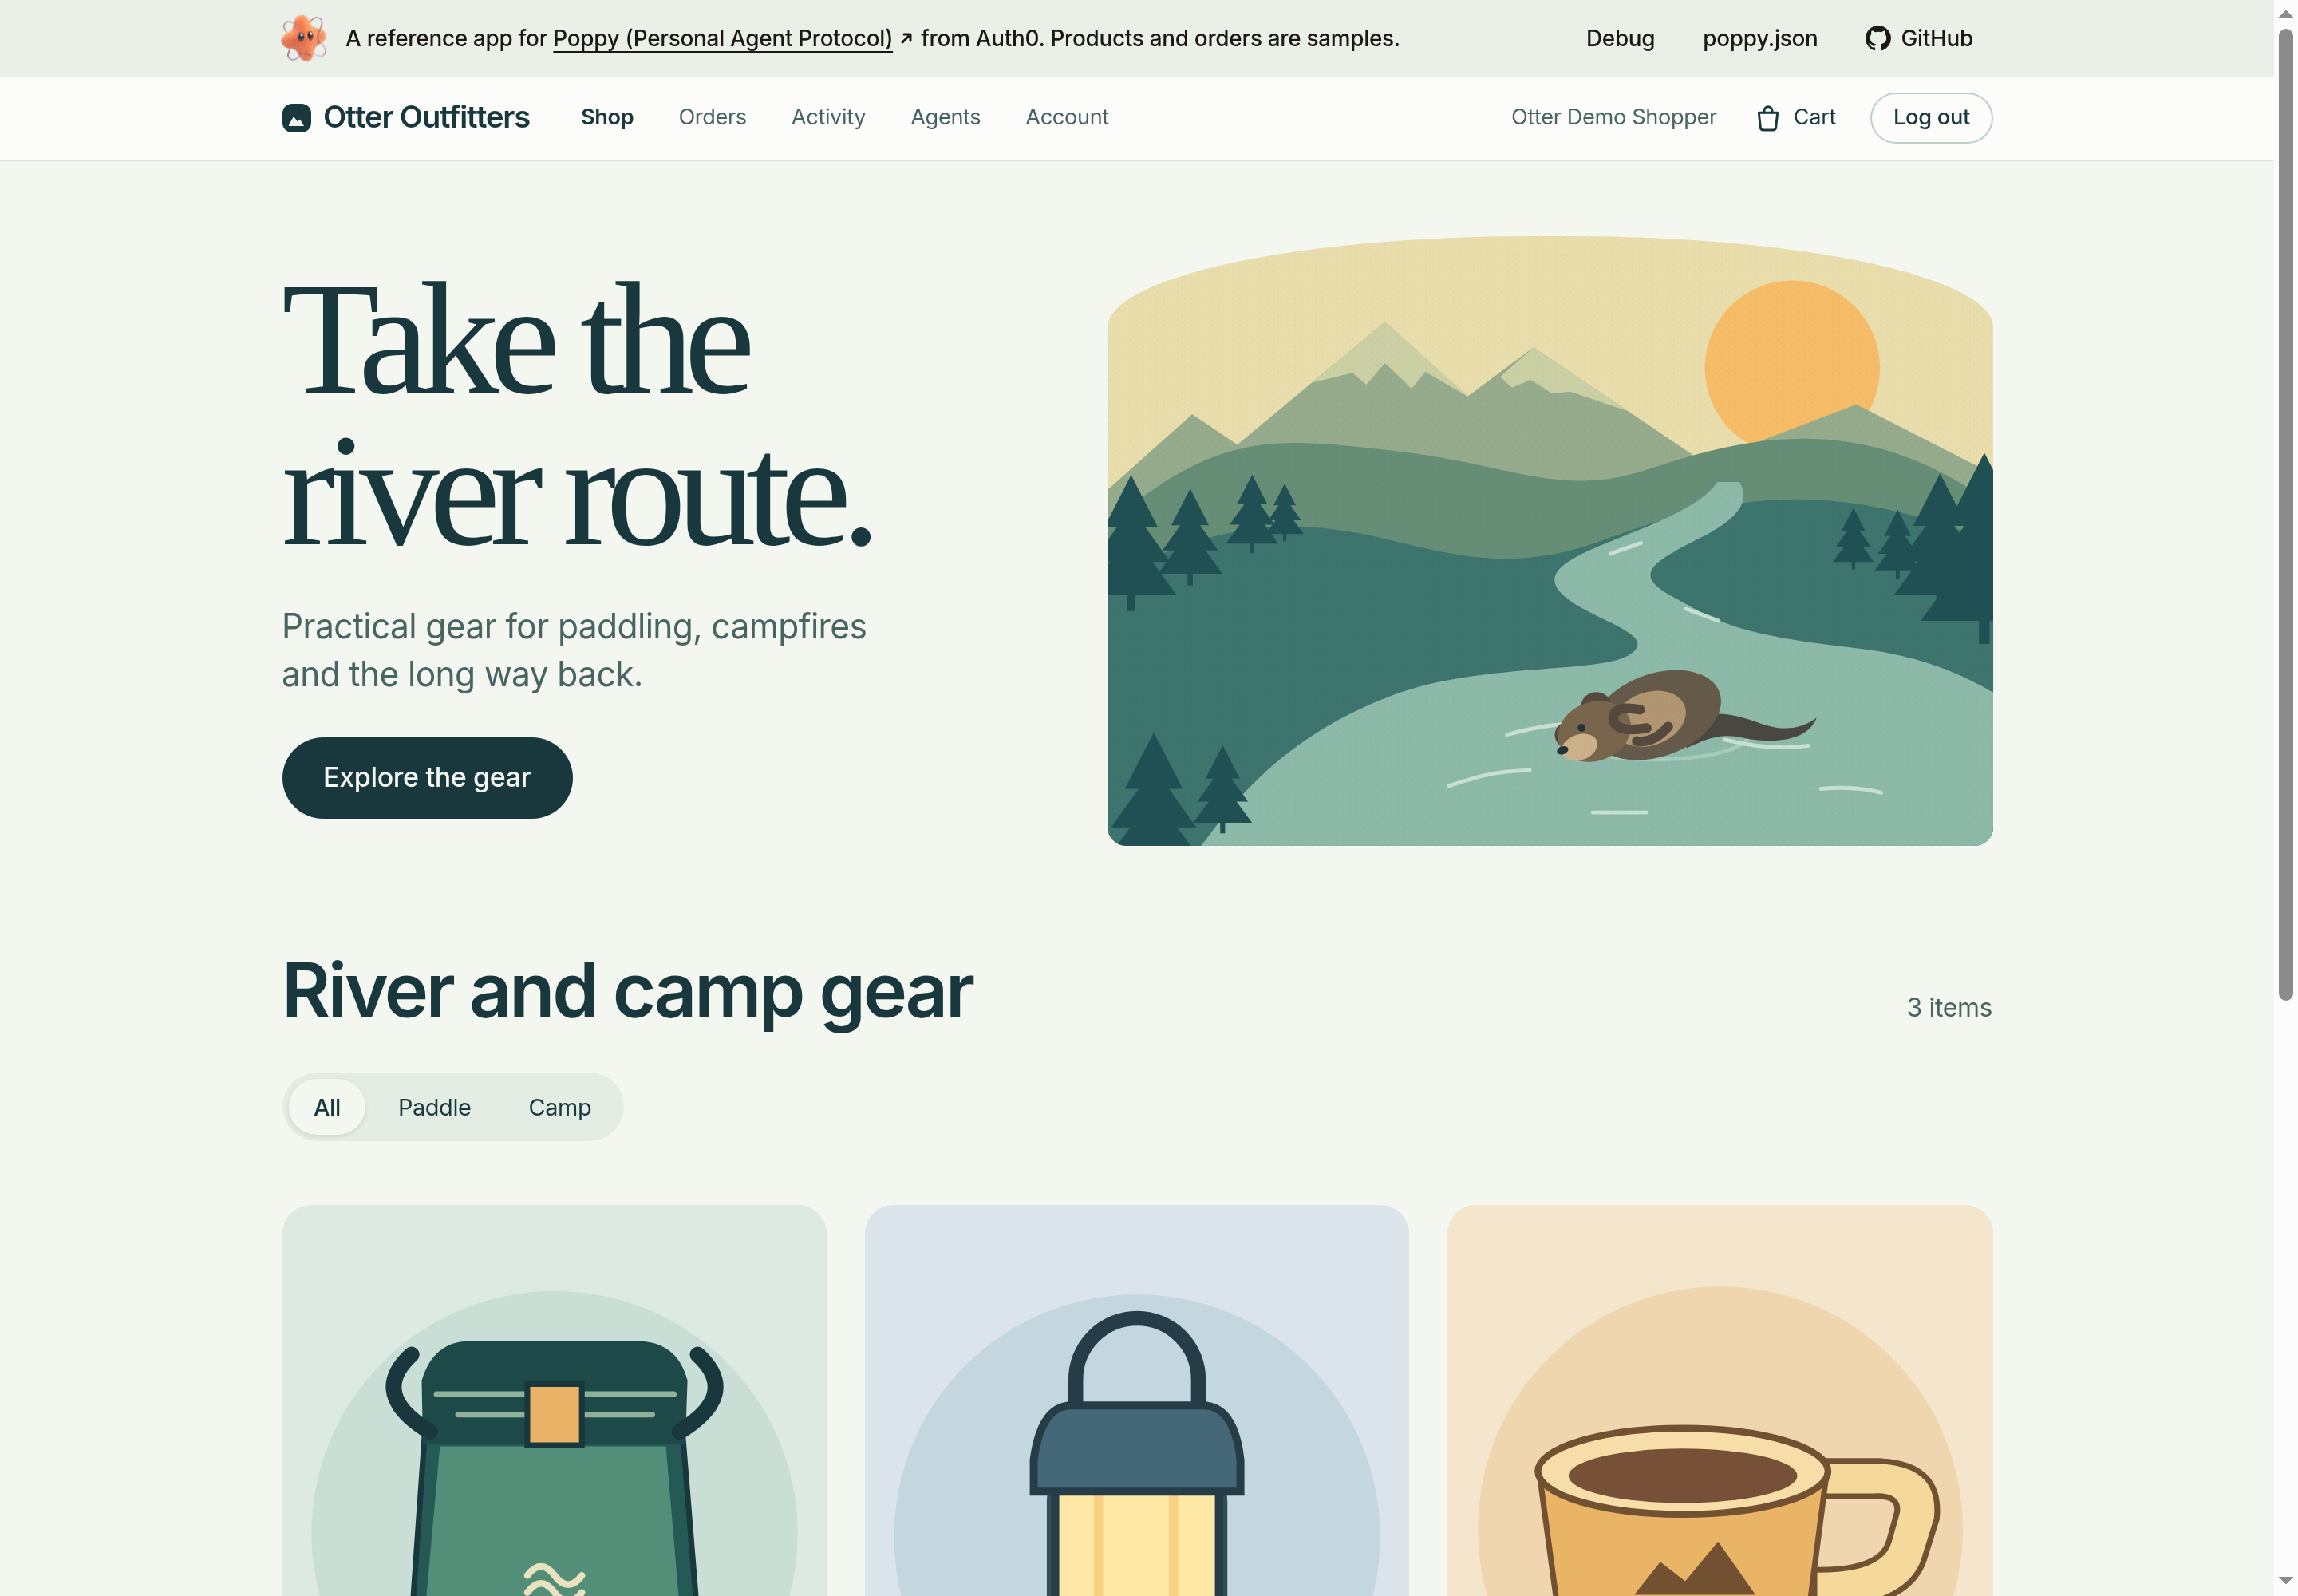 A reference app for Poppy (Personal Agent Protocol) ↗ from Auth0. Products and orders are samples.
Debug
poppy.json
GitHub
Otter Outfitters
Shop
Orders
Activity
Agents
Account
Otter Demo Shopper
Cart
Log out
Take the
river route.
Practical gear for paddling, campfires
and the long way back.
Explore the gear
River and camp gear
3 items
All
Paddle
Camp